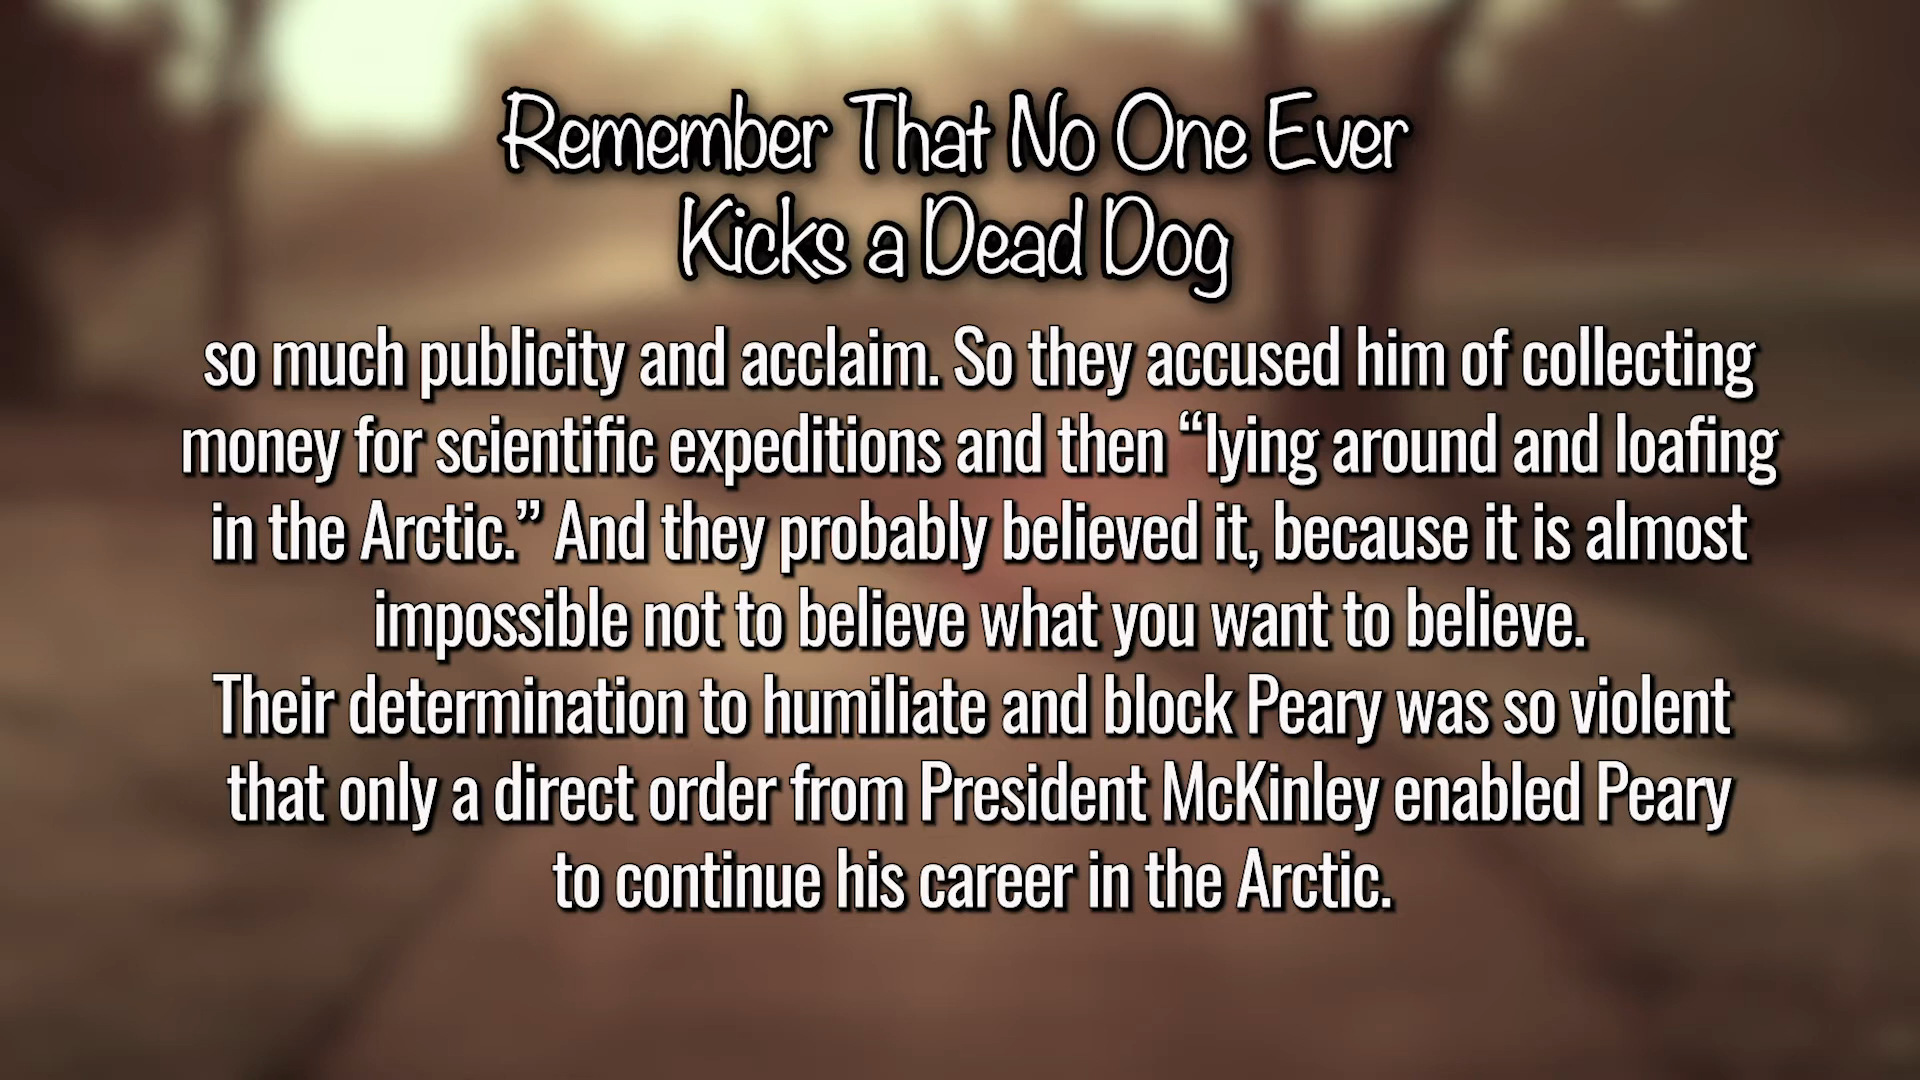 Remember That No One Ever
Kicks a Dead Dog
so much publicity and acclaim. So they accused him of collecting
money for scientific expeditions and then “lying around and loafing
in the Arctic.” And they probably believed it, because it is almost
impossible not to believe what you want to believe.
Their determination to humiliate and block Peary was so violent
that only a direct order from President McKinley enabled Peary
to continue his career in the Arctic.